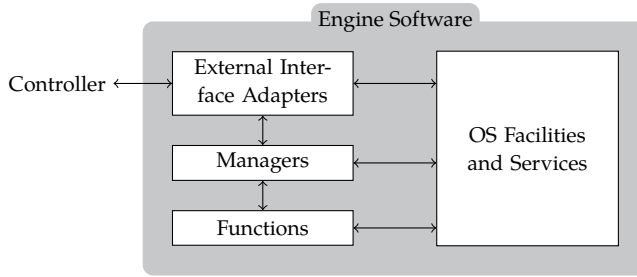 Engine Software
Controller
External Inter-
face Adapters
Managers
Functions
OS Facilities
and Services